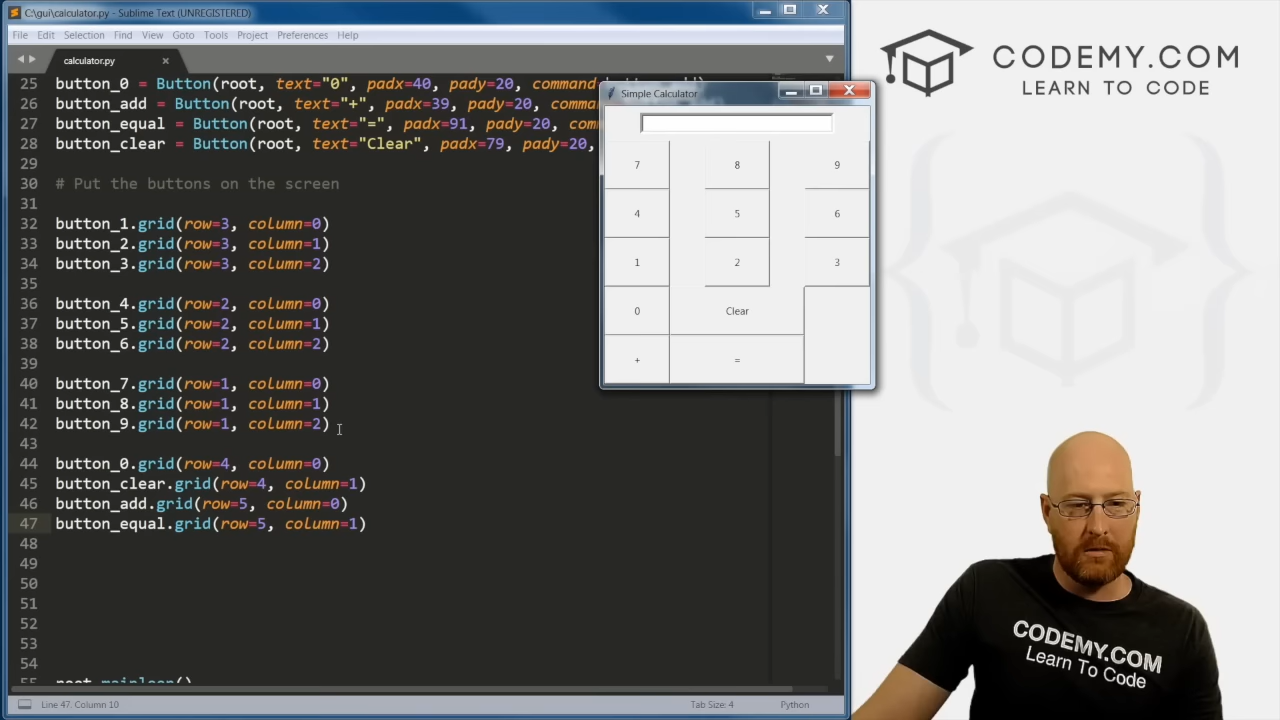 C:\gui\calculator.py - Sublime Text (UNREGISTERED)
File Edit Selection Find View Goto Tools Project Preferences Help
calculator.py
25 button_0 = Button(root, text="0", padx=40, pady=20, command
26 button_add = Button(root, text="+", padx=39, pady=20, comma
27 button_equal = Button(root, text="=", padx=91, pady=20, com
28 button_clear = Button(root, text="Clear", padx=79, pady=20,
29
30 # Put the buttons on the screen
31
32 button_1.grid(row=3, column=0)
33 button_2.grid(row=3, column=1)
34 button_3.grid(row=3, column=2)
35
36 button_4.grid(row=2, column=0)
37 button_5.grid(row=2, column=1)
38 button_6.grid(row=2, column=2)
39
40 button_7.grid(row=1, column=0)
41 button_8.grid(row=1, column=1)
42 button_9.grid(row=1, column=2)
43
44 button_0.grid(row=4, column=0)
45 button_clear.grid(row=4, column=1)
46 button_add.grid(row=5, column=0)
47 button_equal.grid(row=5, column=1)
48
49
50
51
52
53
54
55 root.mainloop()
Line 47, Column 10
Tab Size: 4
Python
Simple Calculator
7 8 9
4 5 6
1 2 3
0 Clear
+ =
CODEMY.COM
LEARN TO CODE
CODEMY.COM
Learn To Code